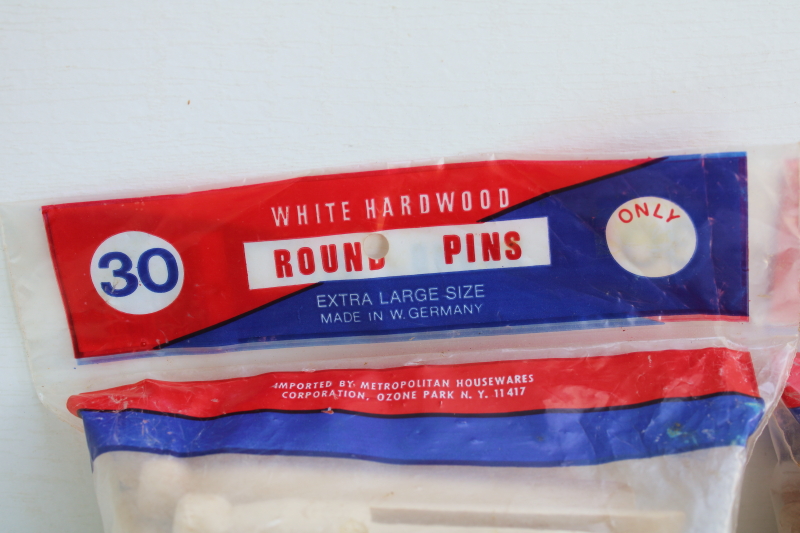 WHITE HARDWOOD
30
ROUND PINS
ONLY
EXTRA LARGE SIZE
MADE IN W. GERMANY
IMPORTED BY. METROPOLITAN HOUSEWARES
CORPORATION, OZONE PARK N. Y. 11417